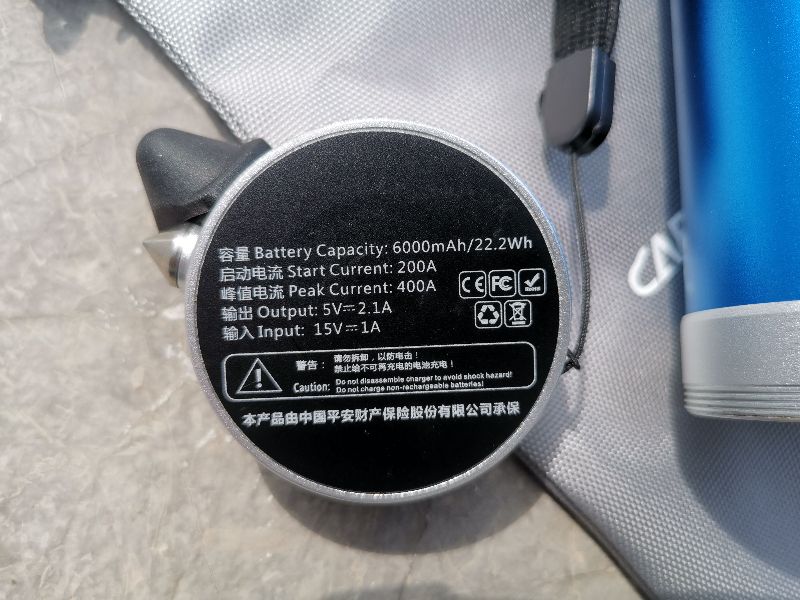 容量 Battery Capacity: 6000mAh/22.2Wh
启动电流 Start Current: 200A
峰值电流 Peak Current: 400A
输出 Output: 5V⎓2.1A
输入 Input: 15V⎓1A
CE FC RoHS
警告： 请勿拆卸，以防电击！
禁止给不可再充电的电池充电！
Caution: Do not disassemble charger to avoid shock hazard!
Do not charge non-rechargeable batteries!
本产品由中国平安财产保险股份有限公司承保